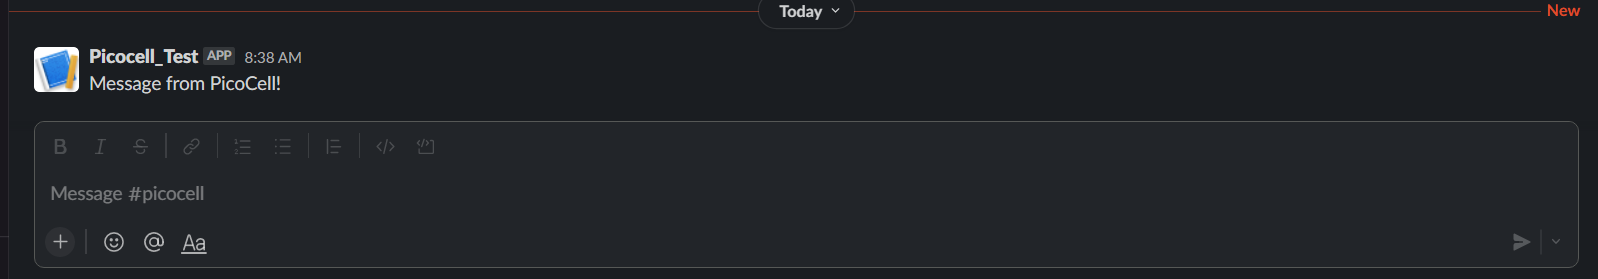 Today
New
Picocell_Test APP 8:38 AM
Message from PicoCell!
B I S
Message #picocell
@ Aa